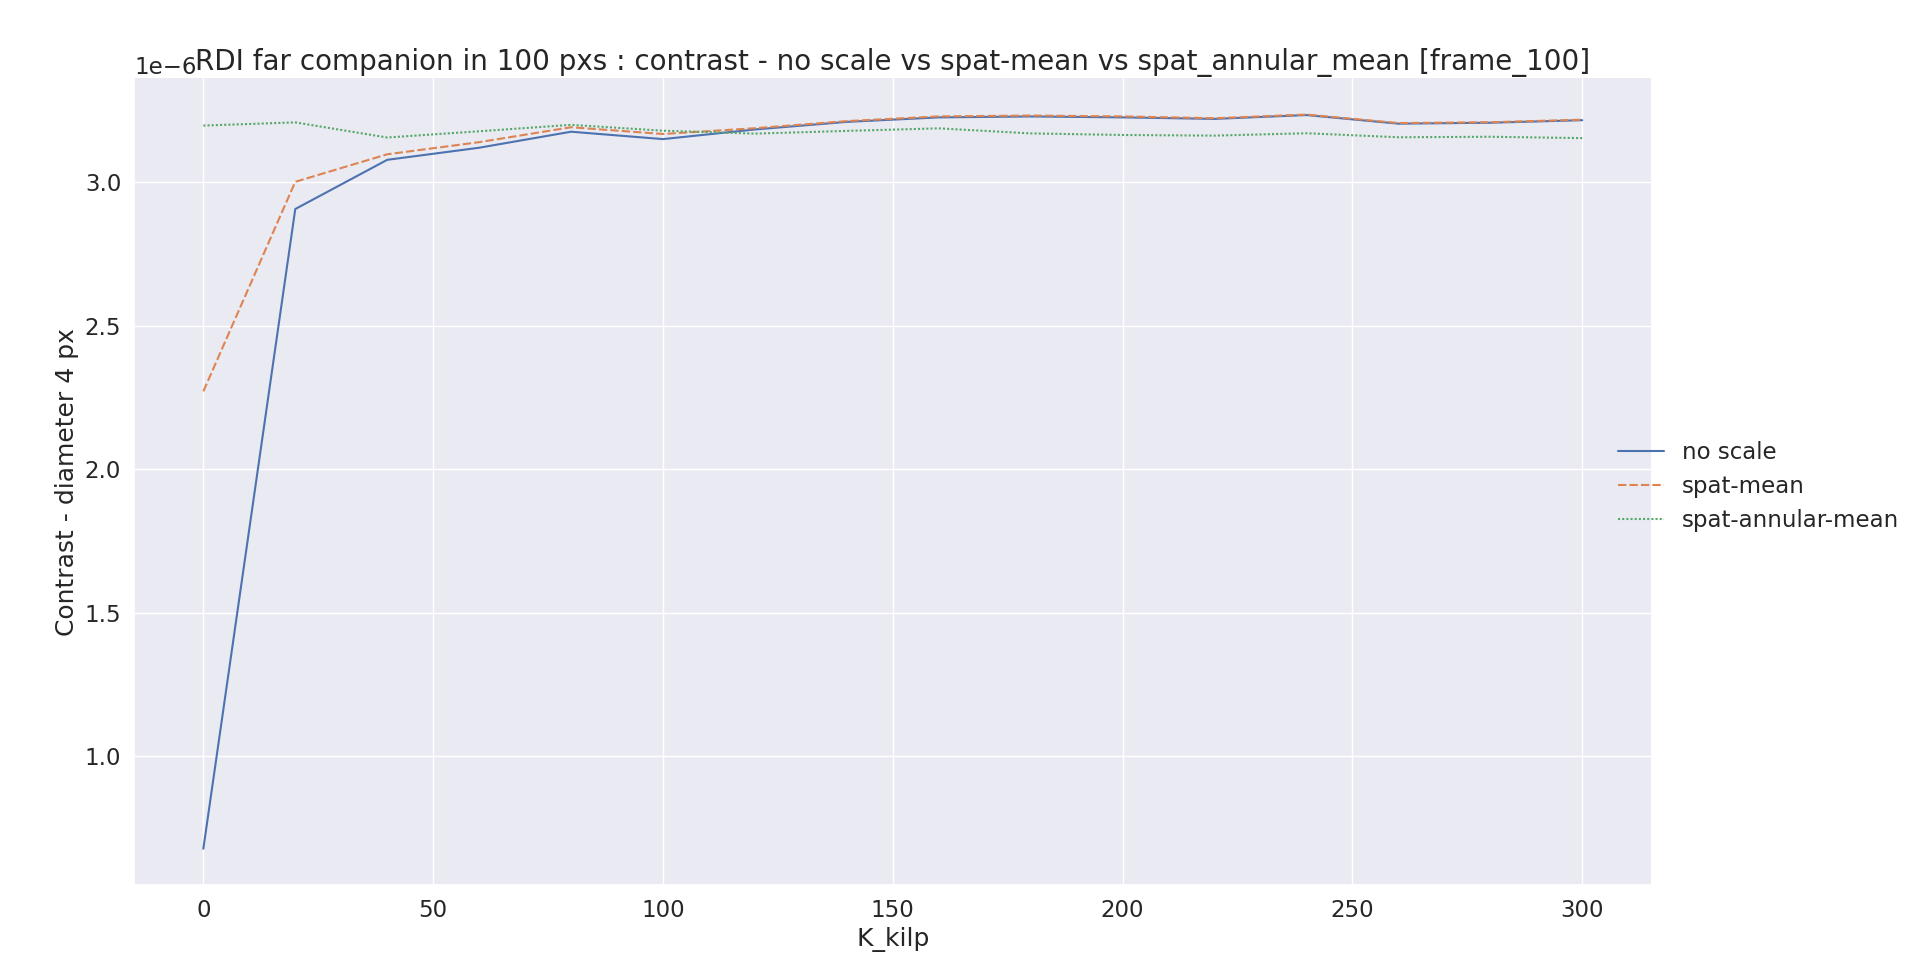 RDI far companion in 100 pxs : contrast - no scale vs spat-mean vs spat_annular_mean [frame_100]
1e−6
3.0
2.5
2.0
1.5
1.0
Contrast - diameter 4 px
0 50 100 150 200 250 300
K_kilp
no scale
spat-mean
spat-annular-mean